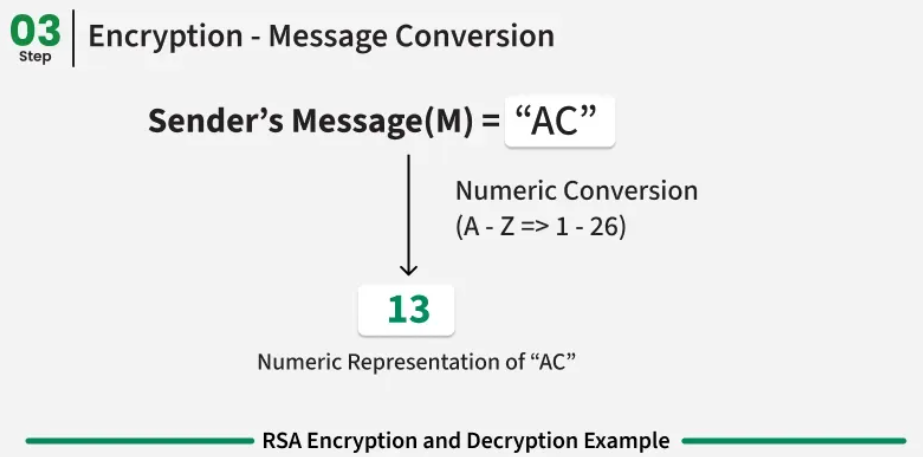 03
Step
Encryption - Message Conversion
Sender’s Message(M) = “AC”
Numeric Conversion
(A - Z => 1 - 26)
13
Numeric Representation of “AC”
RSA Encryption and Decryption Example